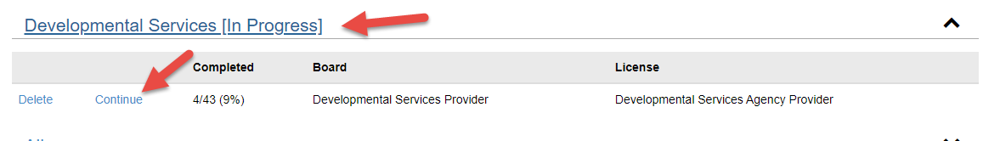 Developmental Services [In Progress]
Completed Board License
Delete Continue 4/43 (9%) Developmental Services Provider Developmental Services Agency Provider